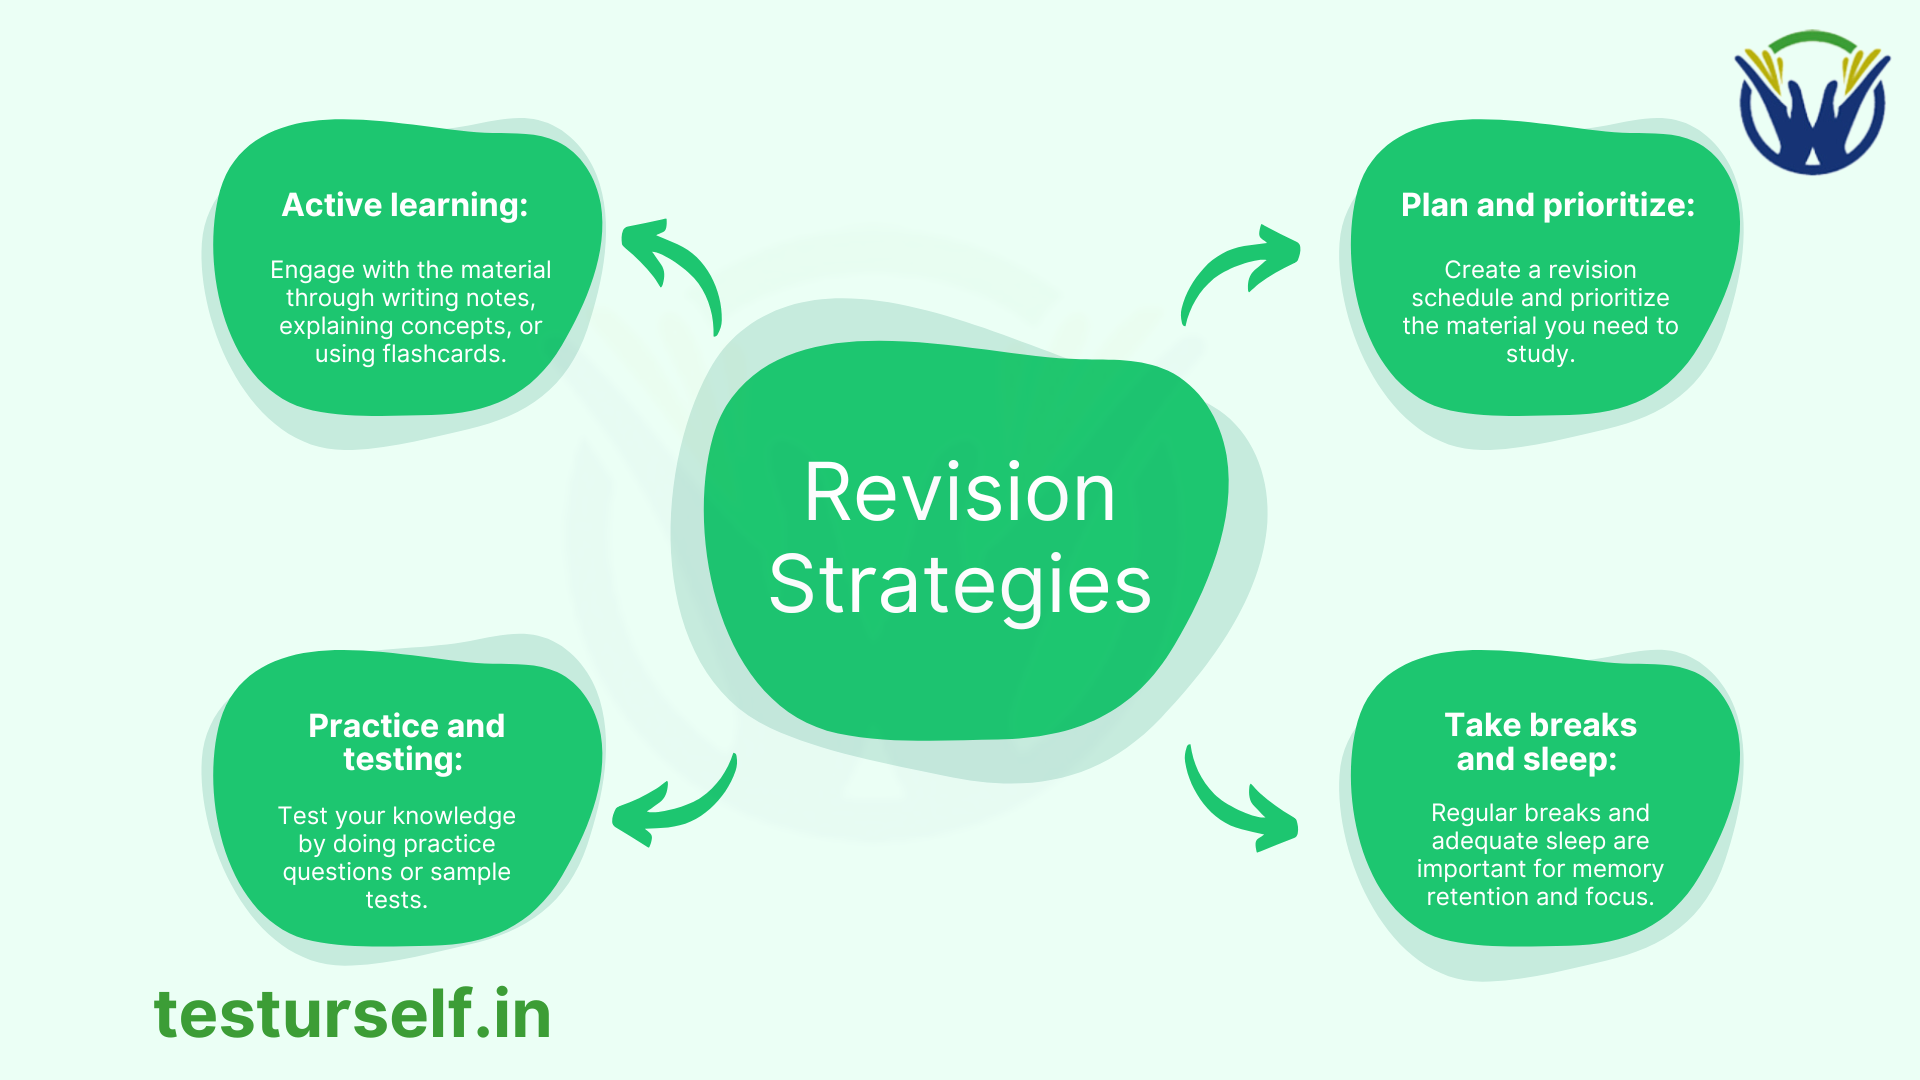 Active learning:
Engage with the material
through writing notes,
explaining concepts, or
using flashcards.
Plan and prioritize:
Create a revision
schedule and prioritize
the material you need to
study.
Revision
Strategies
Practice and
testing:
Test your knowledge
by doing practice
questions or sample
tests.
Take breaks
and sleep:
Regular breaks and
adequate sleep are
important for memory
retention and focus.
testurself.in